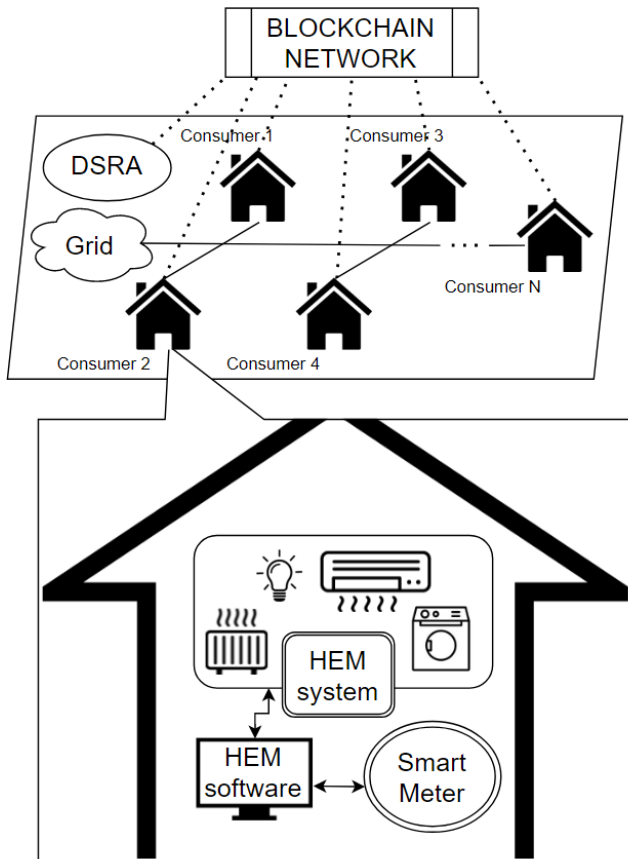 BLOCKCHAIN
NETWORK
Consumer 1
Consumer 3
DSRA
Grid
...
Consumer N
Consumer 2
Consumer 4
HEM
system
HEM
software
Smart
Meter